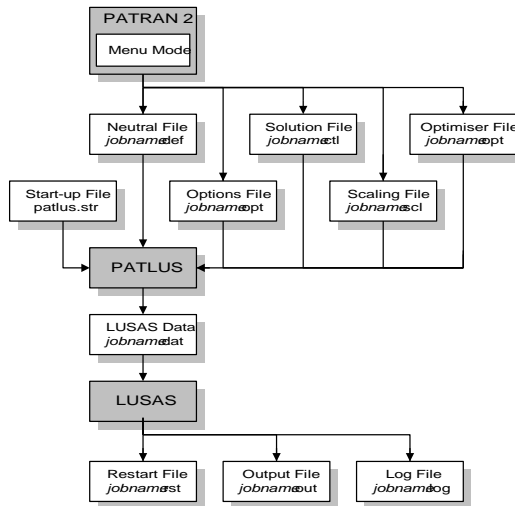 PATRAN 2
Menu Mode
Neutral File
jobname.def
Solution File
jobname.ctl
Optimiser File
jobname.opt
Start-up File
patlus.str
Options File
jobname.opt
Scaling File
jobname.scl
PATLUS
LUSAS Data
jobname.dat
LUSAS
Restart File
jobname.rst
Output File
jobname.out
Log File
jobname.log